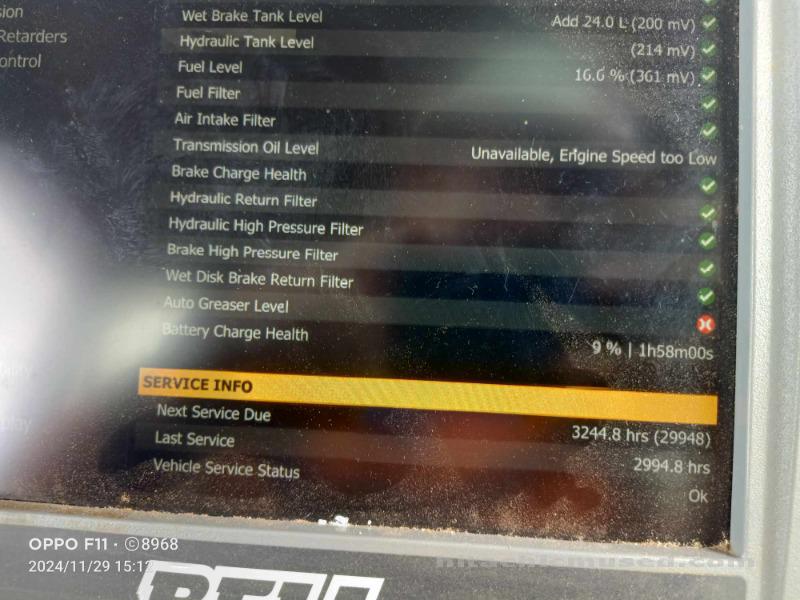 sion
Retarders
ontrol
Wet Brake Tank Level Add 24.0 L (200 mV)
Hydraulic Tank Level (214 mV)
Fuel Level 16.6 % (361 mV)
Fuel Filter
Air Intake Filter
Transmission Oil Level Unavailable, Engine Speed too Low
Brake Charge Health
Hydraulic Return Filter
Hydraulic High Pressure Filter
Brake High Pressure Filter
Wet Disk Brake Return Filter
Auto Greaser Level
Battery Charge Health 9 % | 1h58m00s
SERVICE INFO
Next Service Due 3244.8 hrs (29948)
Last Service 2994.8 hrs
Vehicle Service Status Ok
OPPO F11 · ©8968
2024/11/29 15:12
BELL